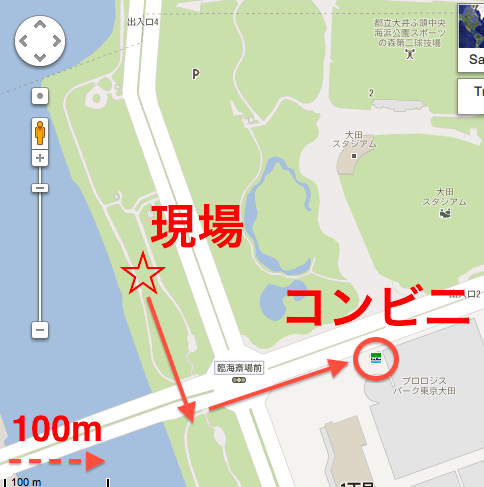 出入口4
都立大井ふ頭中央
海浜公園スポーツ
の森第二球技場
Sa
P
T
2
大田
スタジアム
大田
スタジアム
現場
出入口2
コンビニ
臨海斎場前
プロロジス
パーク東京大田
100m
100 m
1丁目